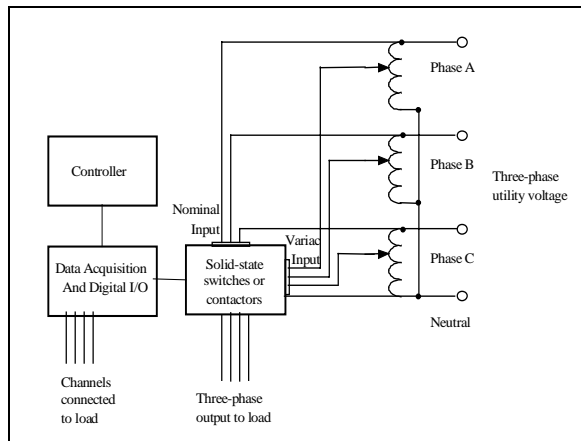 Phase A
Controller
Phase B
Three-phase
utility voltage
Nominal
Input
Variac
Input
Phase C
Data Acquisition
And Digital I/O
Solid-state
switches or
contactors
Neutral
Channels
connected
to load
Three-phase
output to load